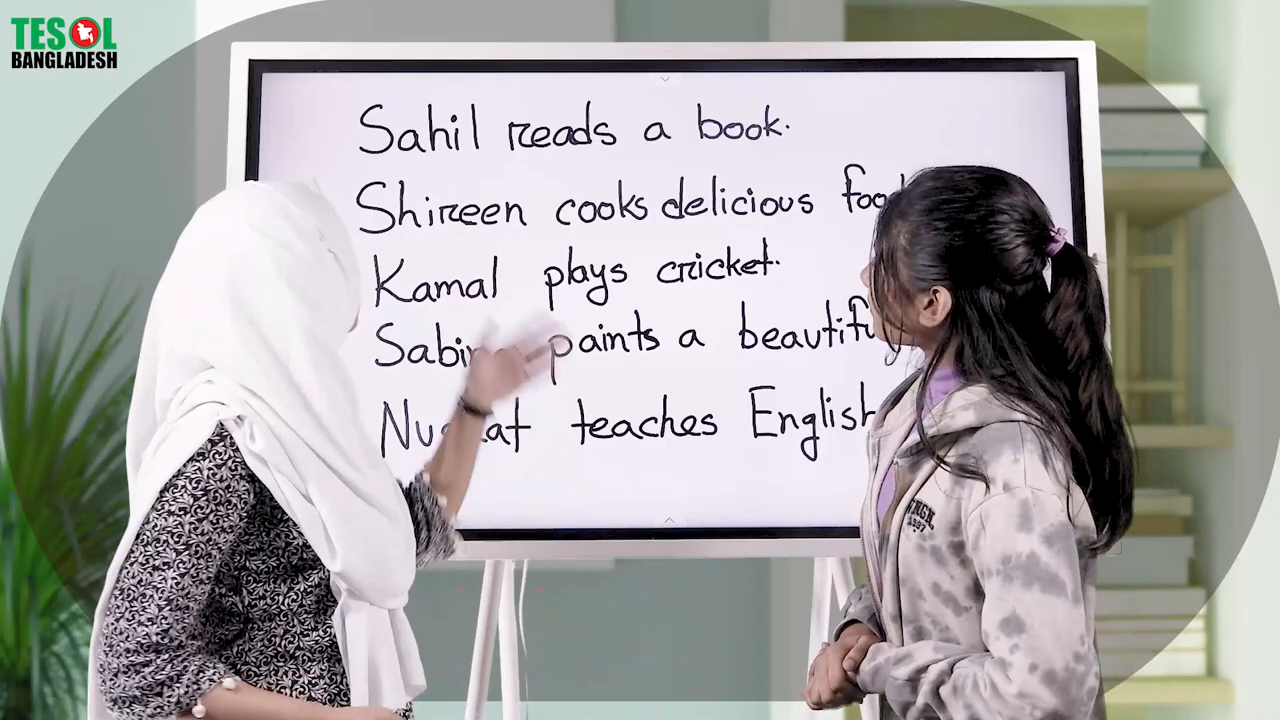 TESOL
BANGLADESH
Sahil reads a book.
Shireen cooks delicious
Kamal plays cricket.
paints a
teaches English